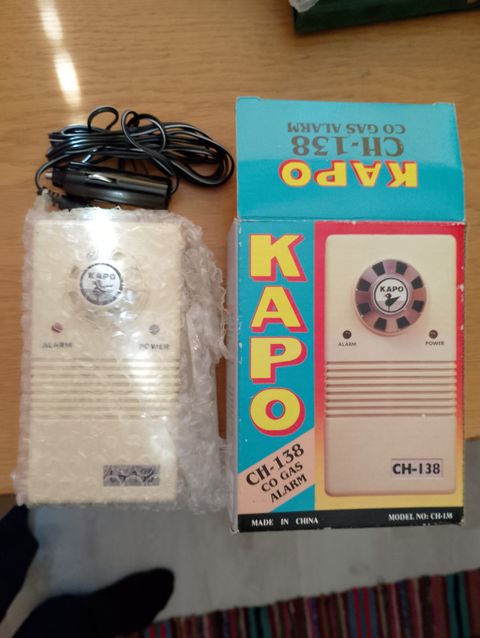 KAPO
CH-138
CO GAS ALARM
KAPO
ALARM
POWER
KAPO
KAPO
ALARM
POWER
CH-138
CO GAS
ALARM
CH-138
MADE IN CHINA
MODEL NO: CH-138